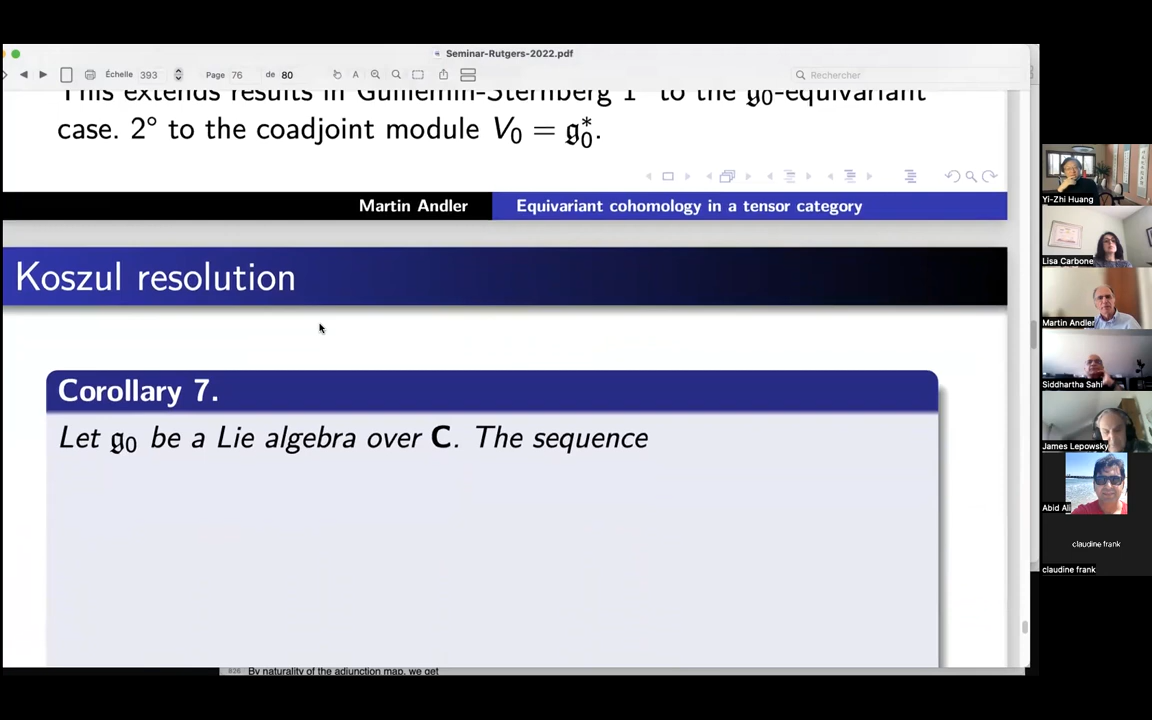 Seminar-Rutgers-2022.pdf
Échelle 393 Page 76 de 80 Rechercher
This extends results in Guillemin-Sternberg 1° to the 𝔤₀-equivariant
case. 2° to the coadjoint module V₀ = 𝔤₀*.
Martin Andler Equivariant cohomology in a tensor category
Koszul resolution
Corollary 7.
Let 𝔤₀ be a Lie algebra over C. The sequence
By naturality of the adjunction map, we get
Yi-Zhi Huang
Lisa Carbone
Martin Andler
Siddhartha Sahi
James Lepowsky
Abid Ali
claudine frank
claudine frank